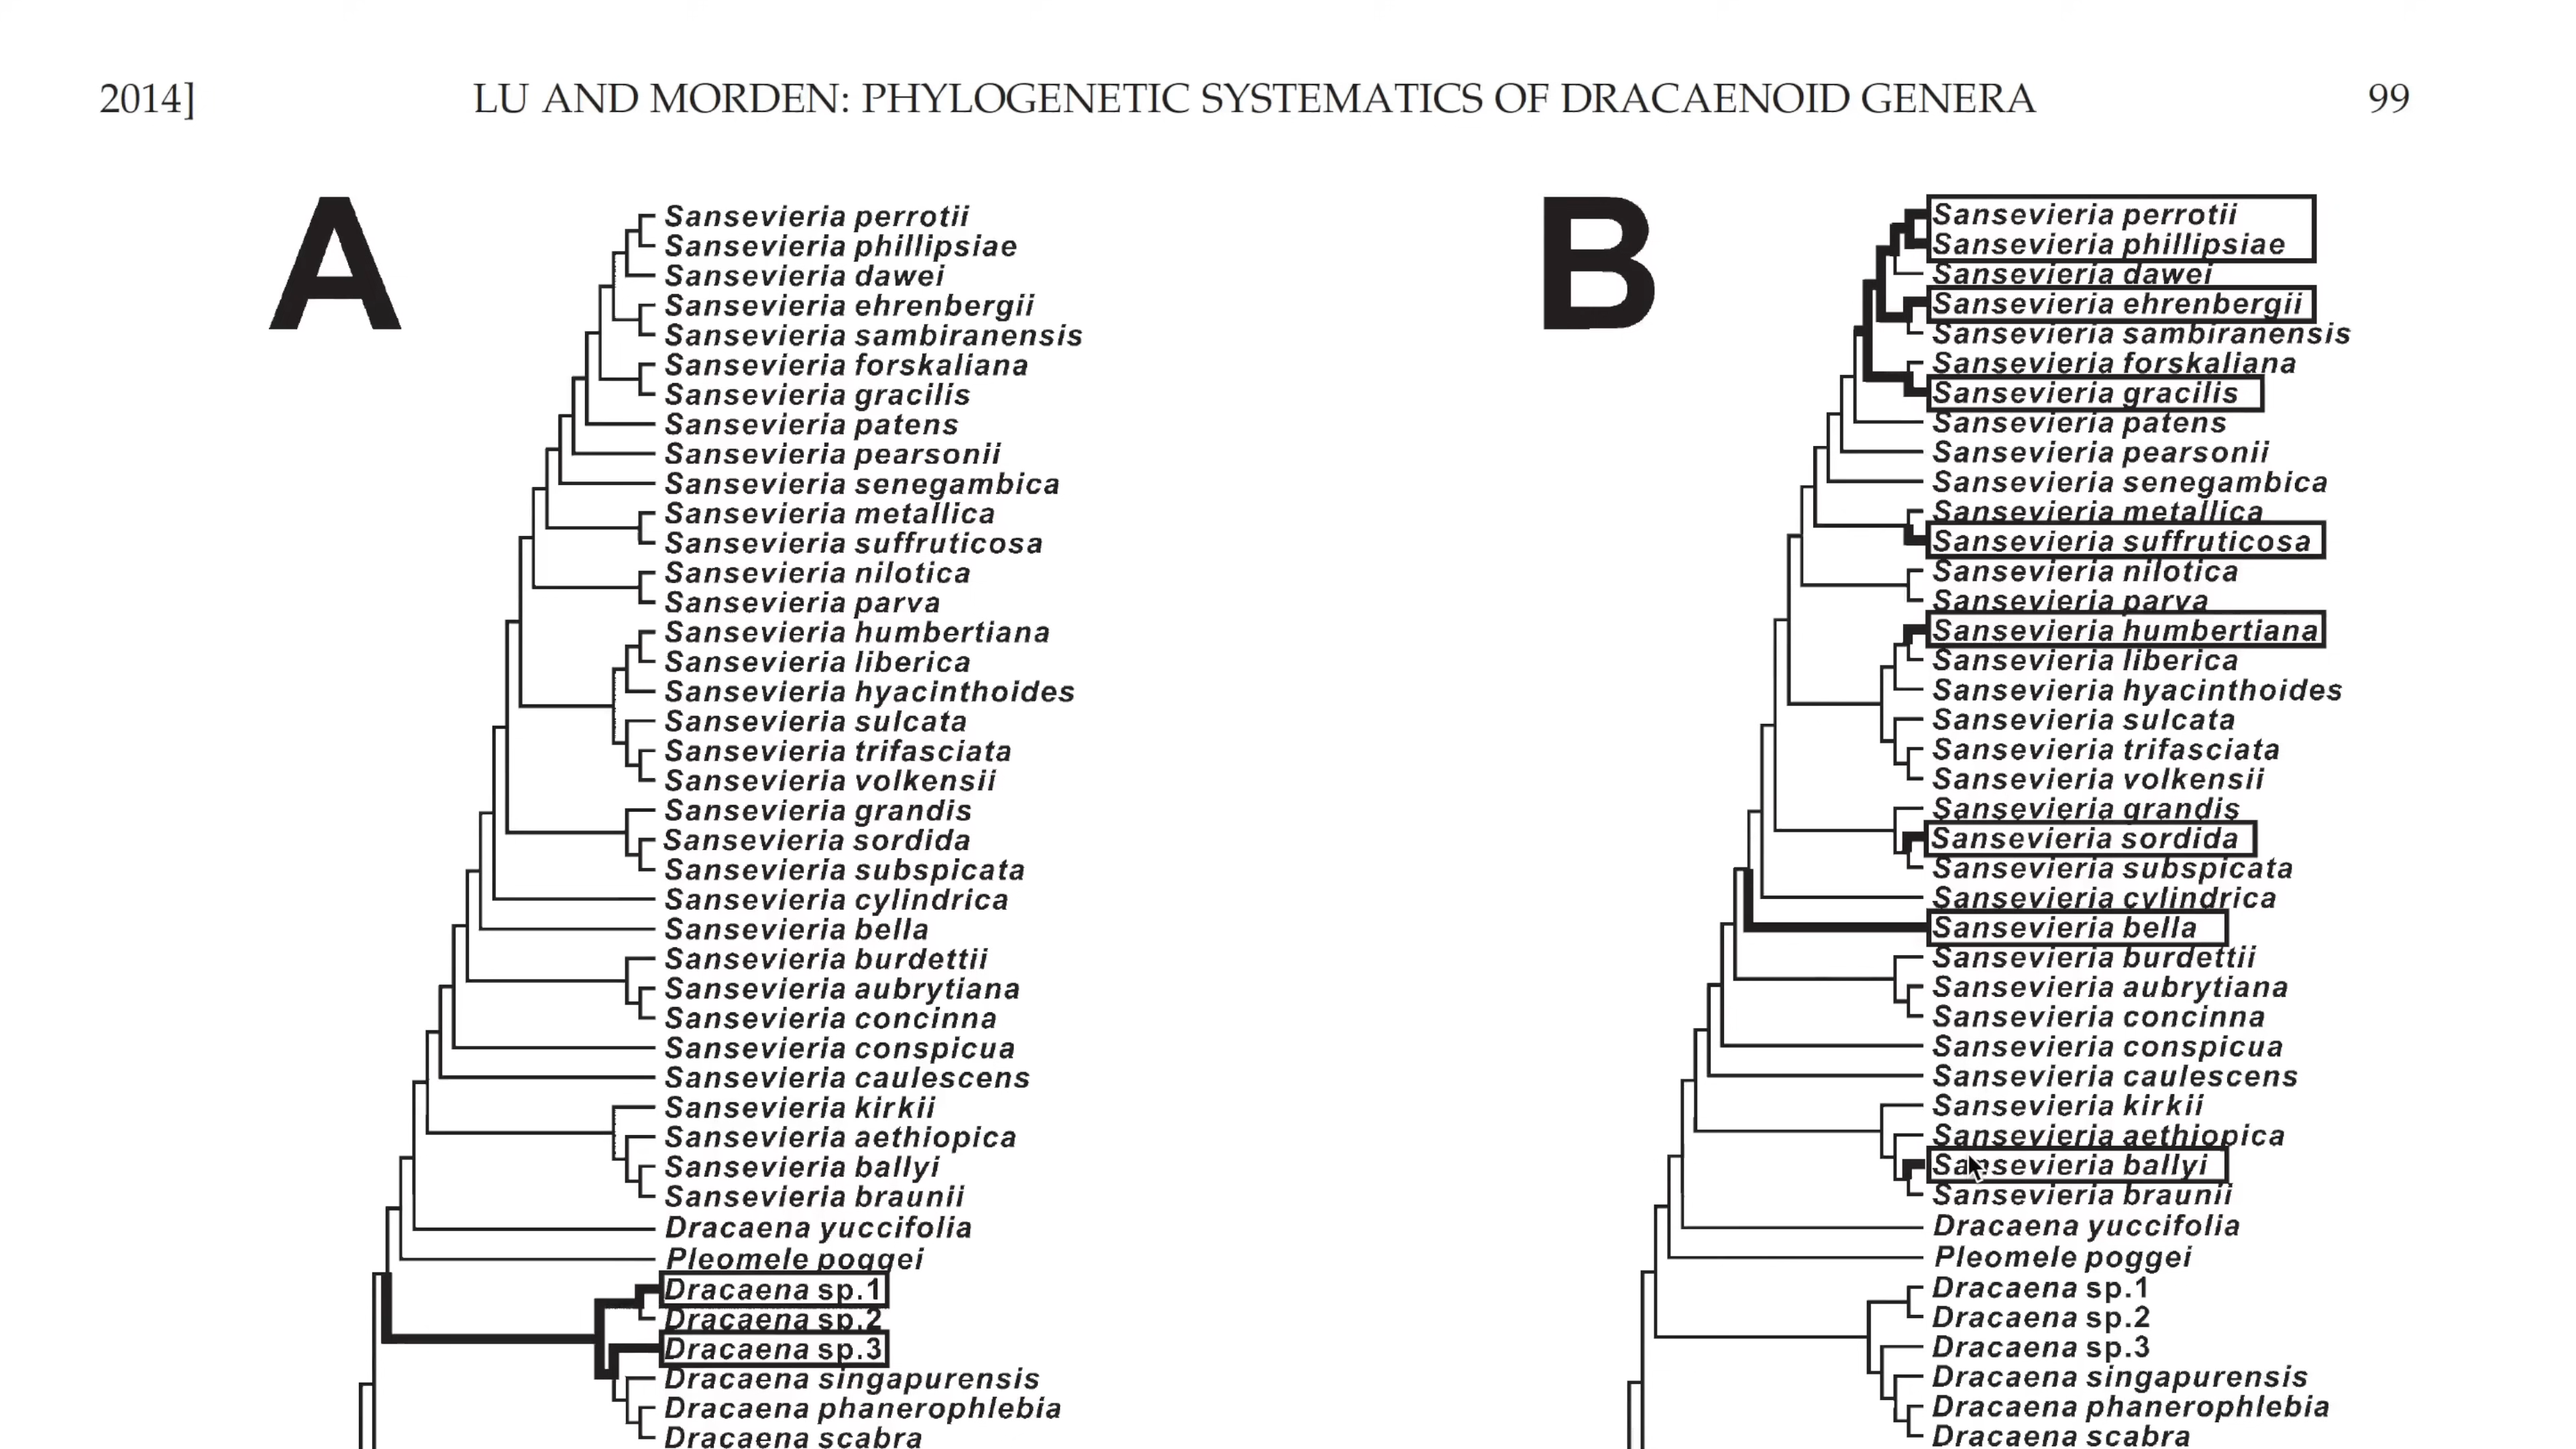 2014]
LU AND MORDEN: PHYLOGENETIC SYSTEMATICS OF DRACAENOID GENERA
99
A
Sansevieria perrotii
Sansevieria phillipsiae
Sansevieria dawei
Sansevieria ehrenbergii
Sansevieria sambiranensis
Sansevieria forskaliana
Sansevieria gracilis
Sansevieria patens
Sansevieria pearsonii
Sansevieria senegambica
Sansevieria metallica
Sansevieria suffruticosa
Sansevieria nilotica
Sansevieria parva
Sansevieria humbertiana
Sansevieria liberica
Sansevieria hyacinthoides
Sansevieria sulcata
Sansevieria trifasciata
Sansevieria volkensii
Sansevieria grandis
Sansevieria sordida
Sansevieria subspicata
Sansevieria cylindrica
Sansevieria bella
Sansevieria burdettii
Sansevieria aubrytiana
Sansevieria concinna
Sansevieria conspicua
Sansevieria caulescens
Sansevieria kirkii
Sansevieria aethiopica
Sansevieria ballyi
Sansevieria braunii
Dracaena yuccifolia
Pleomele poggei
Dracaena sp.1
Dracaena sp.2
Dracaena sp.3
Dracaena singapurensis
Dracaena phanerophlebia
Dracaena scabra
B
Sansevieria perrotii
Sansevieria phillipsiae
Sansevieria dawei
Sansevieria ehrenbergii
Sansevieria sambiranensis
Sansevieria forskaliana
Sansevieria gracilis
Sansevieria patens
Sansevieria pearsonii
Sansevieria senegambica
Sansevieria metallica
Sansevieria suffruticosa
Sansevieria nilotica
Sansevieria parva
Sansevieria humbertiana
Sansevieria liberica
Sansevieria hyacinthoides
Sansevieria sulcata
Sansevieria trifasciata
Sansevieria volkensii
Sansevieria grandis
Sansevieria sordida
Sansevieria subspicata
Sansevieria cylindrica
Sansevieria bella
Sansevieria burdettii
Sansevieria aubrytiana
Sansevieria concinna
Sansevieria conspicua
Sansevieria caulescens
Sansevieria kirkii
Sansevieria aethiopica
Sansevieria ballyi
Sansevieria braunii
Dracaena yuccifolia
Pleomele poggei
Dracaena sp.1
Dracaena sp.2
Dracaena sp.3
Dracaena singapurensis
Dracaena phanerophlebia
Dracaena scabra